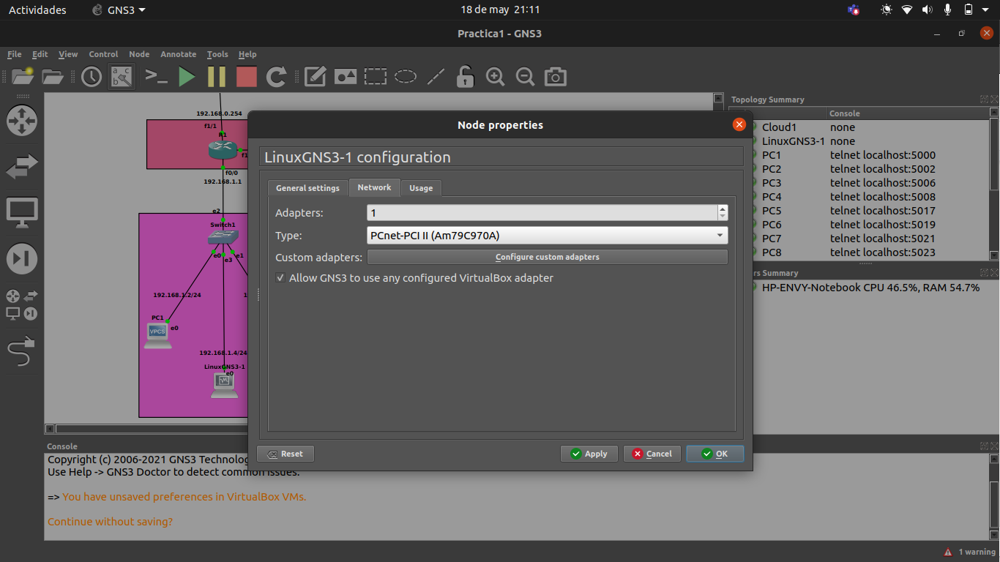 Actividades GNS3 18 de may 21:11
Practica1 - GNS3
File Edit View Control Node Annotate Tools Help
192.168.0.254
f1/1
R1
f1
f0/0
192.168.1.1
e2
Switch1
e0 e3 e1
192.168.1.2/24 1
PC1
VPCS
e0
192.168.1.4/24
LinuxGNS3-1
e0
Node properties
LinuxGNS3-1 configuration
General settings Network Usage
Adapters: 1
Type: PCnet-PCI II (Am79C970A)
Custom adapters: Configure custom adapters
Allow GNS3 to use any configured VirtualBox adapter
Reset Apply Cancel OK
Topology Summary
Console
Cloud1 none
LinuxGNS3-1 none
PC1 telnet localhost:5000
PC2 telnet localhost:5002
PC3 telnet localhost:5006
PC4 telnet localhost:5008
PC5 telnet localhost:5017
PC6 telnet localhost:5019
PC7 telnet localhost:5021
PC8 telnet localhost:5023
rs Summary
HP-ENVY-Notebook CPU 46.5%, RAM 54.7%
Console
Copyright (c) 2006-2021 GNS3 Technolog
Use Help -> GNS3 Doctor to detect common issues.
=> You have unsaved preferences in VirtualBox VMs.
Continue without saving?
1 warning